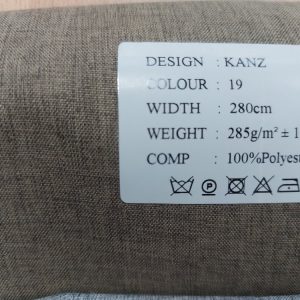 DESIGN : KANZ
COLOUR : 19
WIDTH : 280cm
WEIGHT : 285g/m² ± 1
COMP : 100%Polyes
P